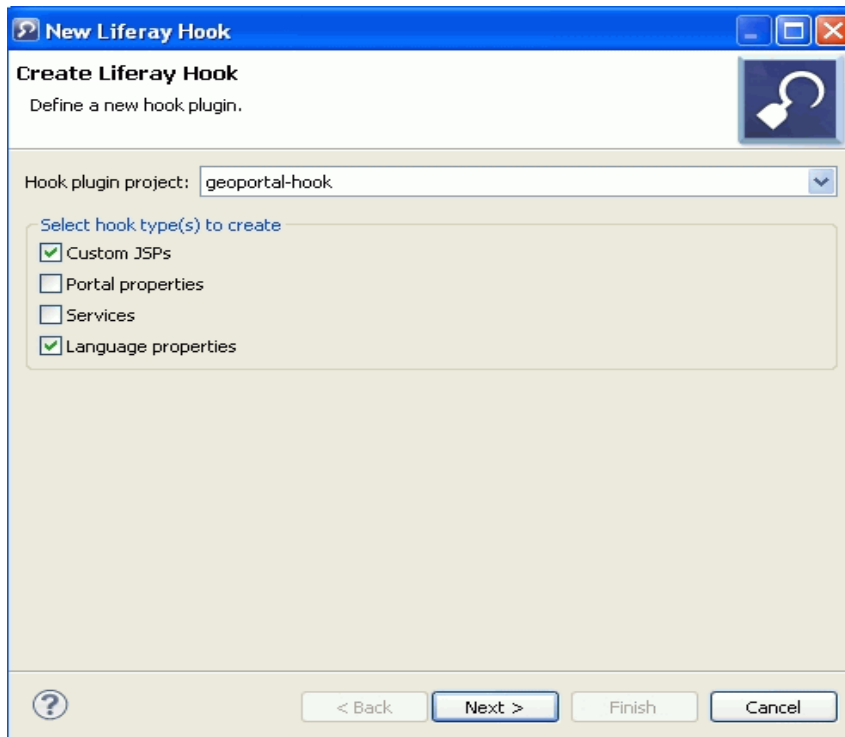 New Liferay Hook
Create Liferay Hook
Define a new hook plugin.
Hook plugin project: geoportal-hook
Select hook type(s) to create
Custom JSPs
Portal properties
Services
Language properties
? < Back Next > Finish Cancel